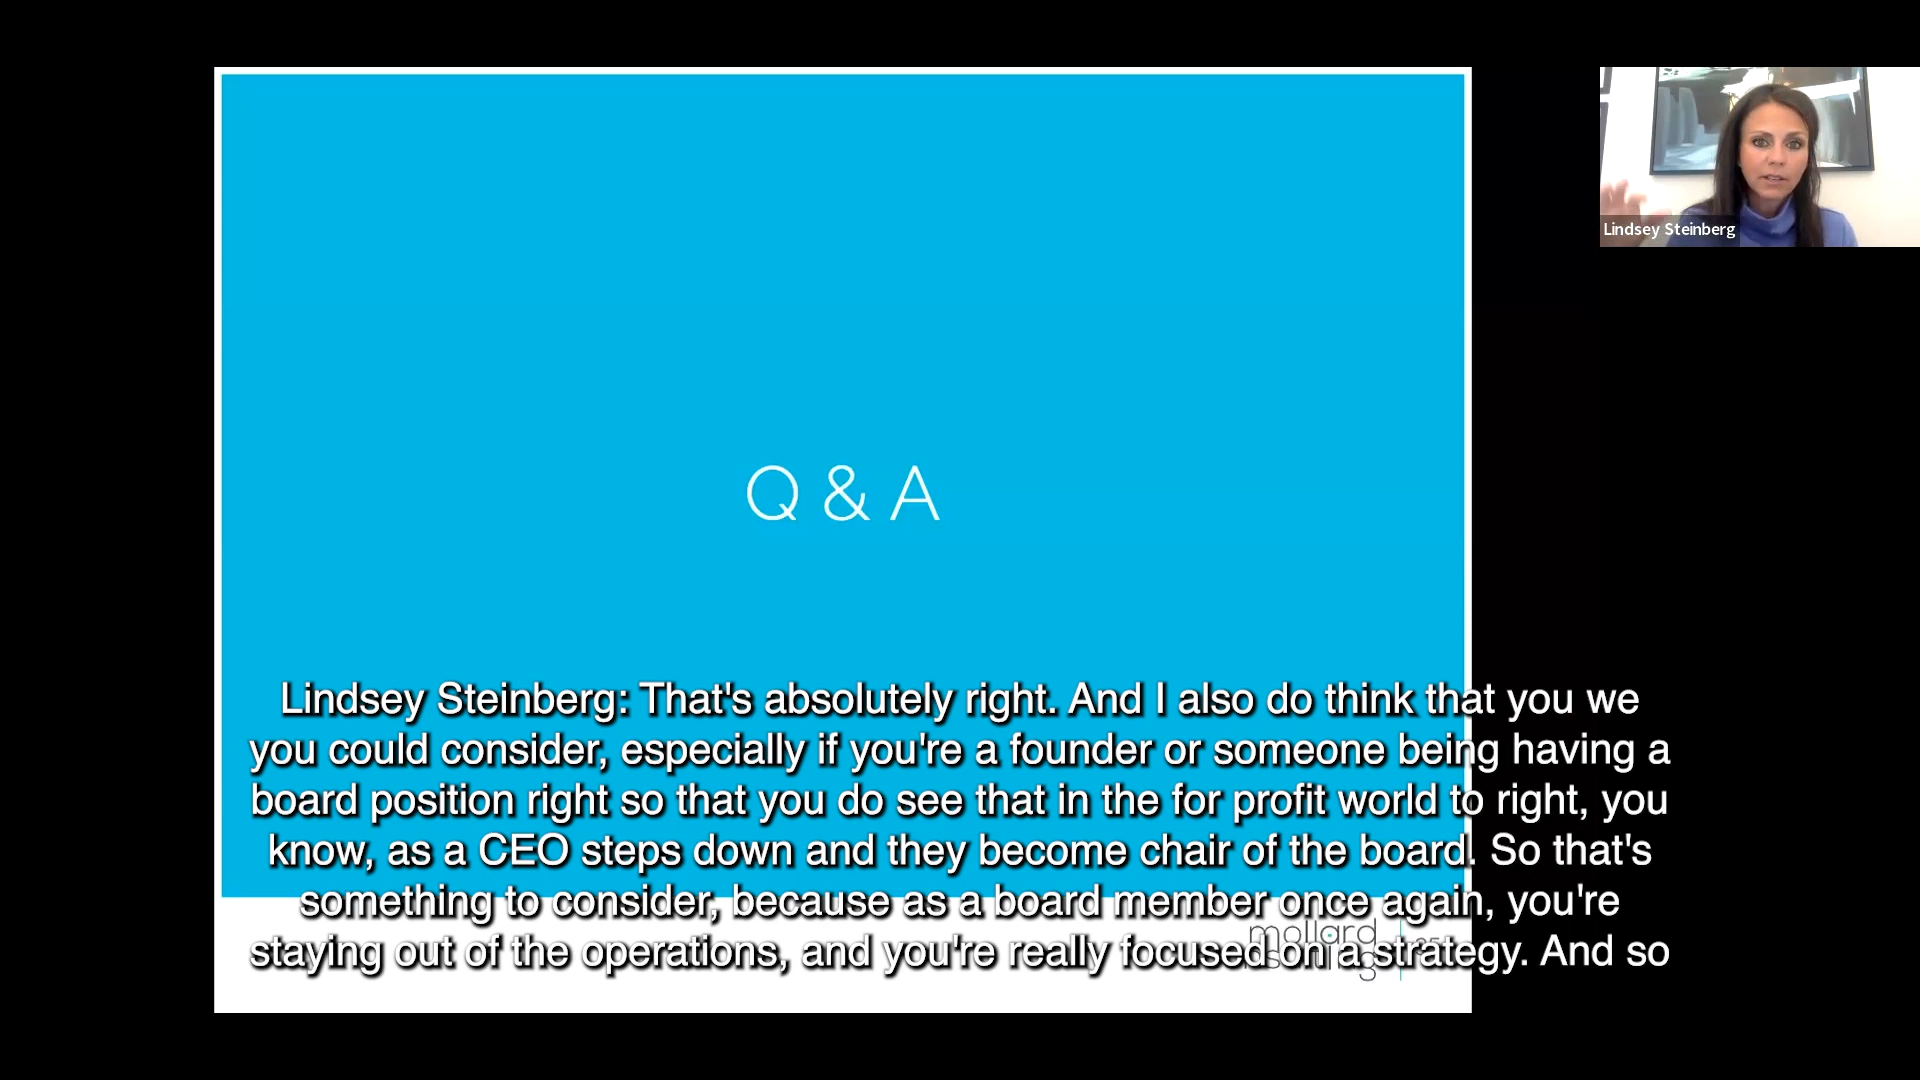 Lindsey Steinberg
Q & A
Lindsey Steinberg: That's absolutely right. And I also do think that you we
you could consider, especially if you're a founder or someone being having a
board position right so that you do see that in the for profit world to right, you
know, as a CEO steps down and they become chair of the board. So that's
something to consider, because as a board member once again, you're
staying out of the operations, and you're really focused on a strategy. And so
mollard